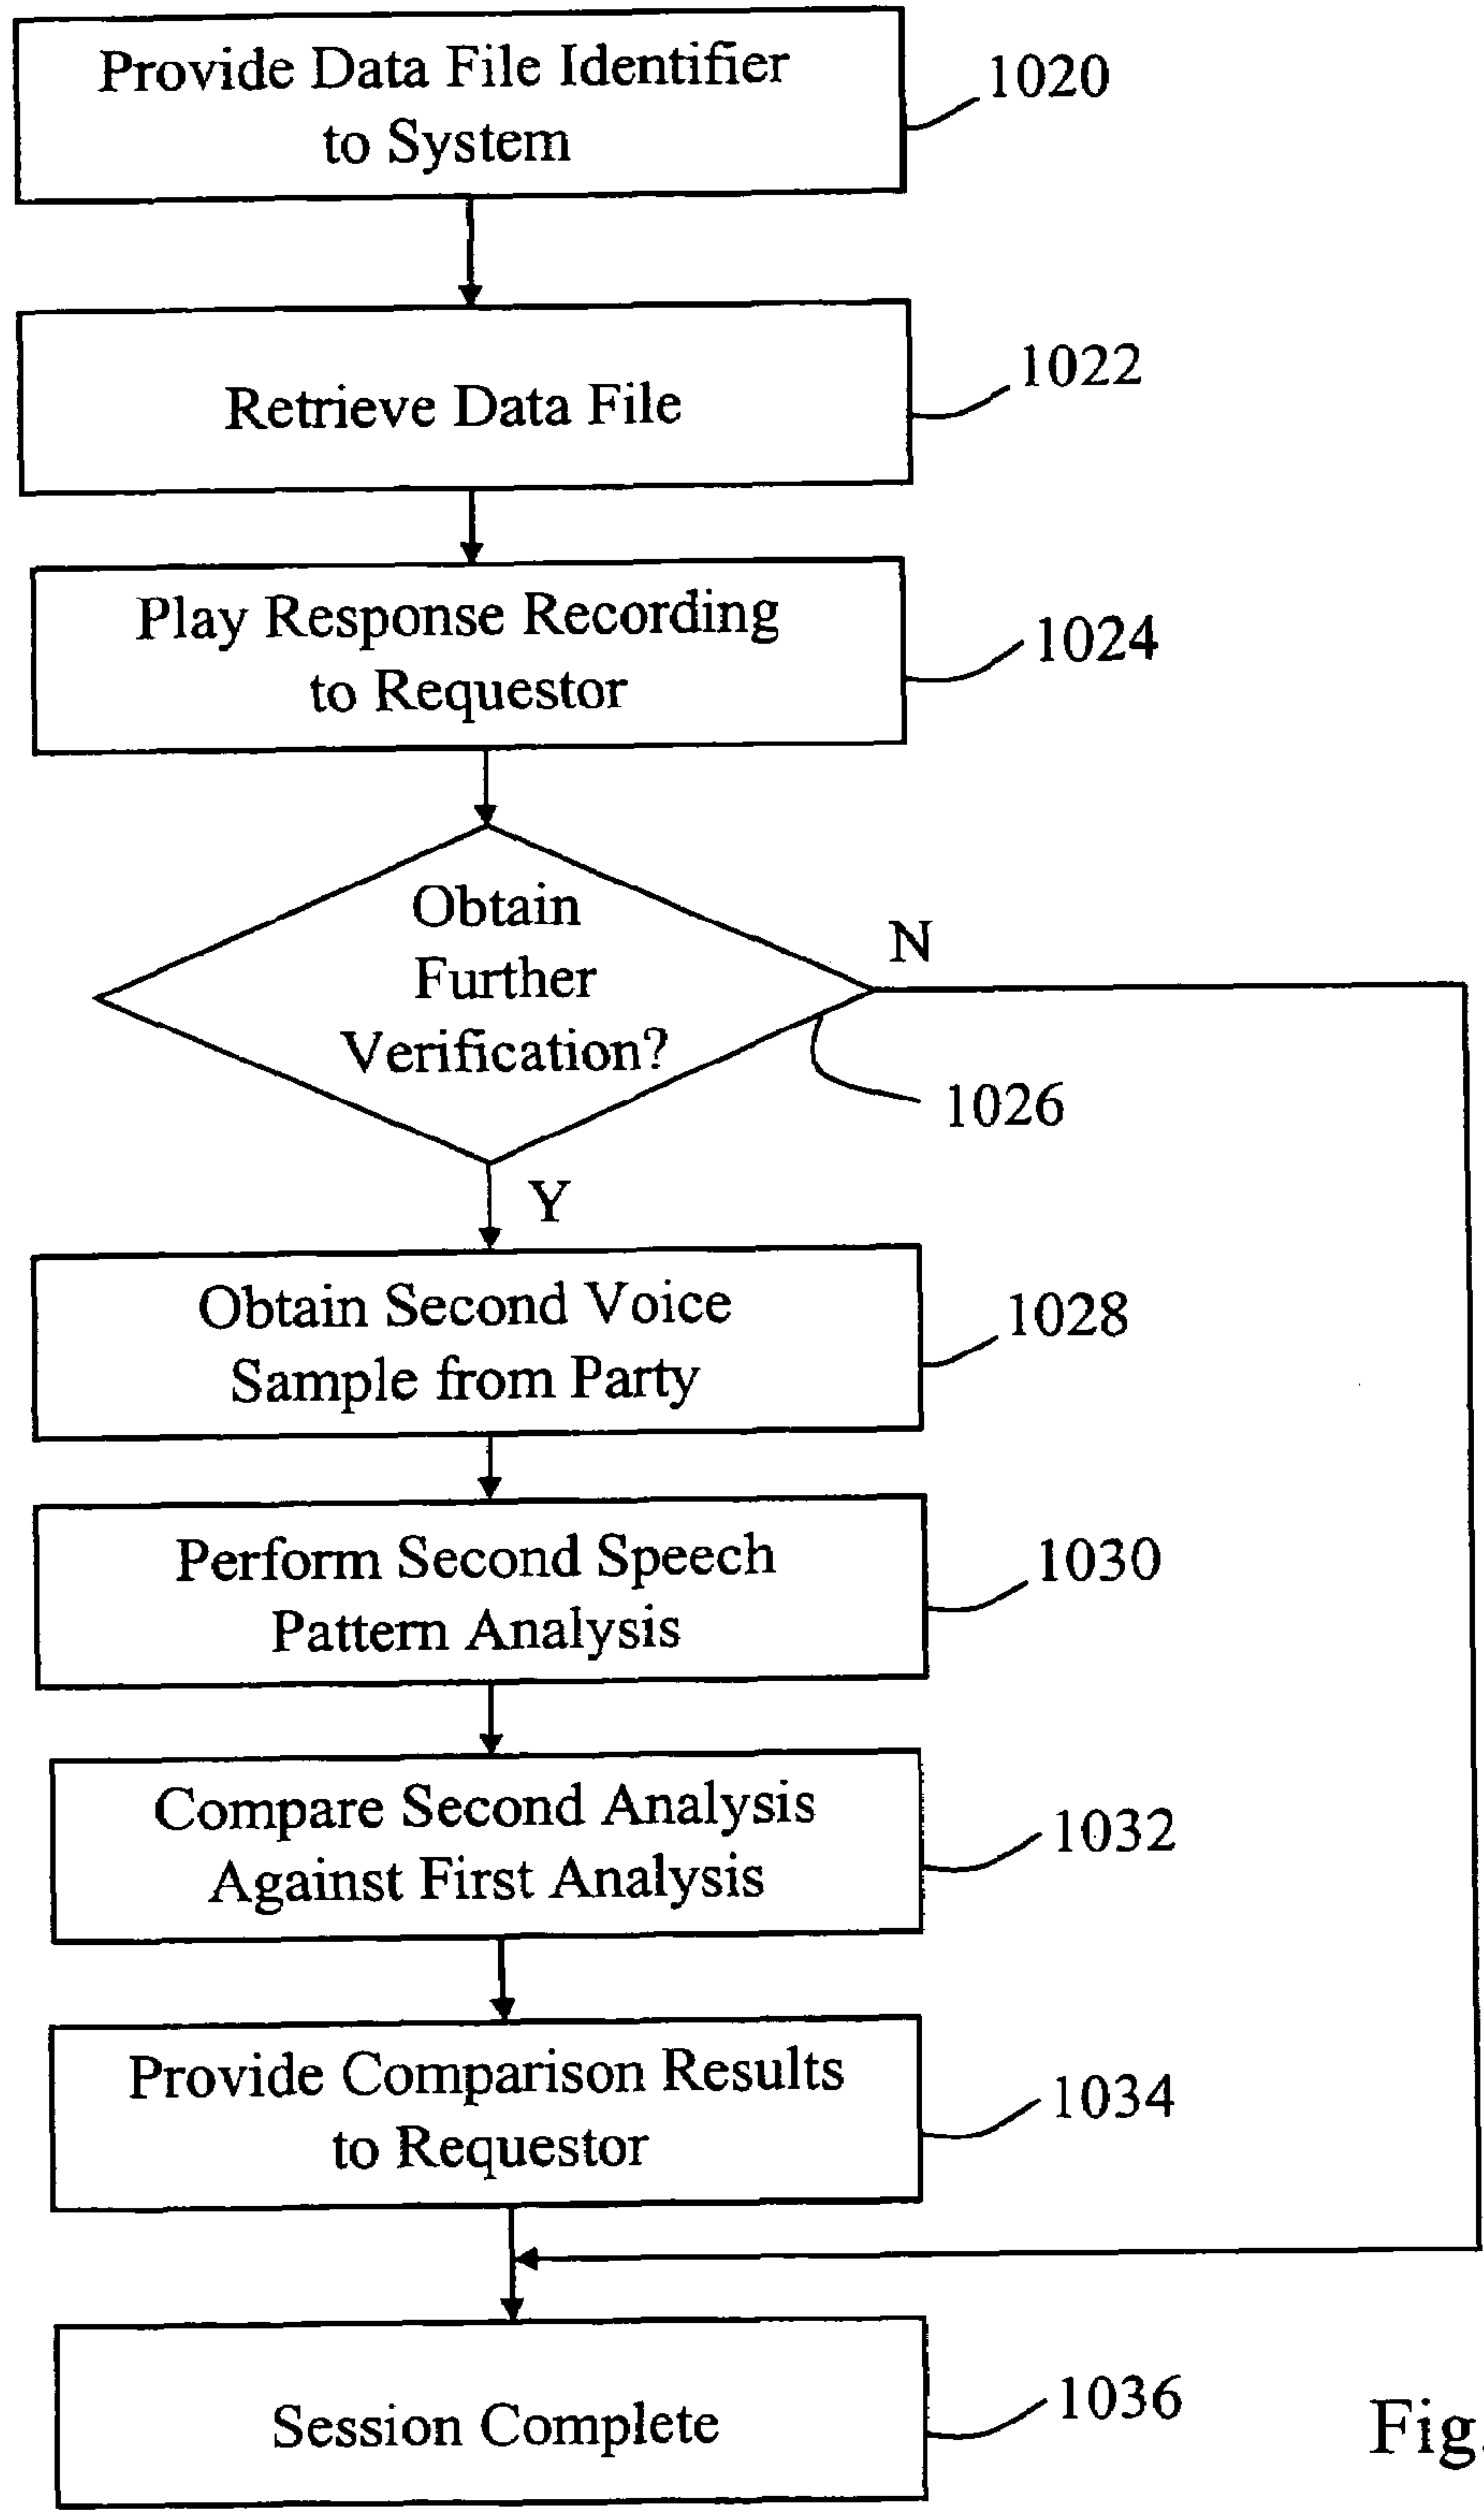 Provide Data File Identifier
to System
1020
Retrieve Data File
1022
Play Response Recording
to Requestor
1024
Obtain
Further
Verification?
N
1026
Y
Obtain Second Voice
Sample from Party
1028
Perform Second Speech
Pattern Analysis
1030
Compare Second Analysis
Against First Analysis
1032
Provide Comparison Results
to Requestor
1034
Session Complete
1036
Fig.